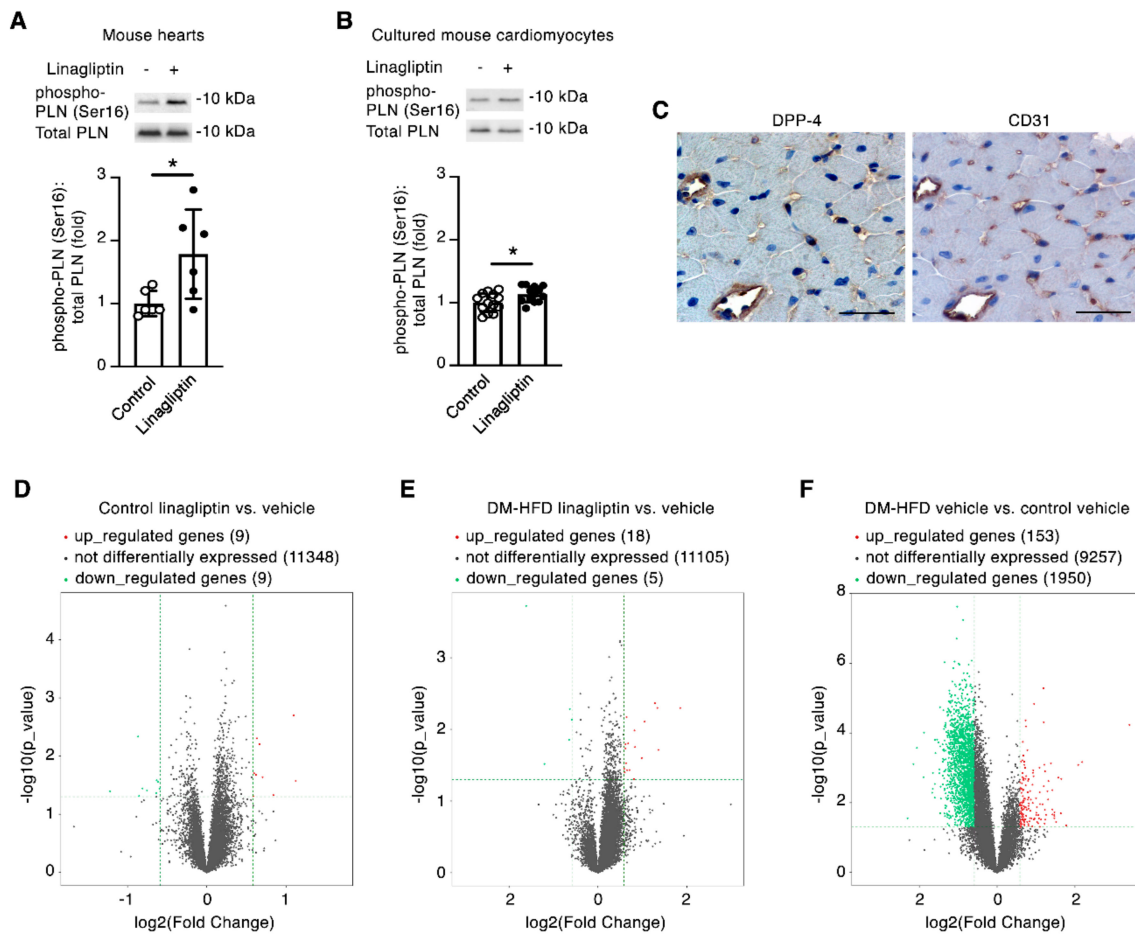 A
Mouse hearts
Linagliptin - +
phospho-
PLN (Ser16)
-10 kDa
Total PLN
-10 kDa
phospho-PLN (Ser16):
total PLN (fold)
3
2
1
0
*
Control
Linagliptin
B
Cultured mouse cardiomyocytes
Linagliptin - +
phospho-
PLN (Ser16)
-10 kDa
Total PLN
-10 kDa
phospho-PLN (Ser16):
total PLN (fold)
3
2
1
0
*
Control
Linagliptin
C
DPP-4
CD31
D
Control linagliptin vs. vehicle
up_regulated genes (9)
not differentially expressed (11348)
down_regulated genes (9)
-log10(p_value)
4
3
2
1
0
-1 0 1
log2(Fold Change)
E
DM-HFD linagliptin vs. vehicle
up_regulated genes (18)
not differentially expressed (11105)
down_regulated genes (5)
-log10(p_value)
3
2
1
0
2 0 2
log2(Fold Change)
F
DM-HFD vehicle vs. control vehicle
up_regulated genes (153)
not differentially expressed (9257)
down_regulated genes (1950)
-log10(p_value)
8
6
4
2
0
2 0 2
log2(Fold Change)